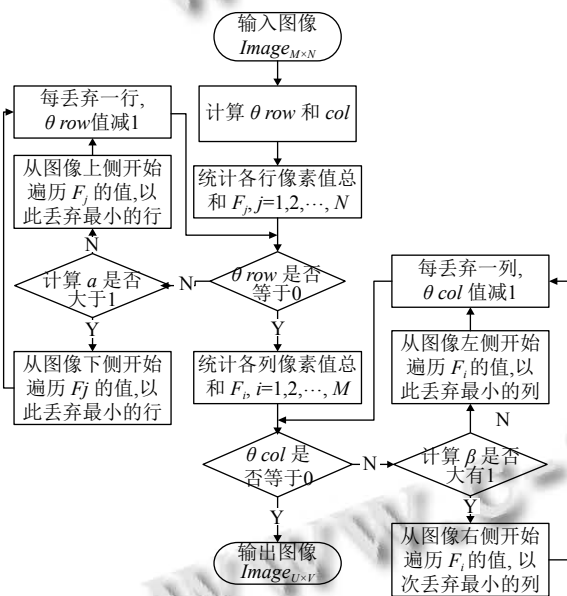 输入图像
Image_{M×N}
每丢弃一行,
θ row值减1
计算 θ row 和 col
从图像上侧开始
遍历 F_j 的值,以
此丢弃最小的行
统计各行像素值总
和 F_j, j=1,2,…, N
N
计算 a 是否
大于1
N
θ row 是否
等于0
每丢弃一列,
θ col 值减1
Y
Y
从图像下侧开始
遍历 Fj 的值,以
此丢弃最小的行
统计各列像素值总
和 F_i, i=1,2,…, M
从图像左侧开始
遍历 F_i 的值,以
此丢弃最小的列
N
θ col 是
否等于0
N
计算 β 是否
大有1
Y
Y
输出图像
Image_{U×V}
从图像右侧开始
遍历 F_i 的值, 以
次丢弃最小的列